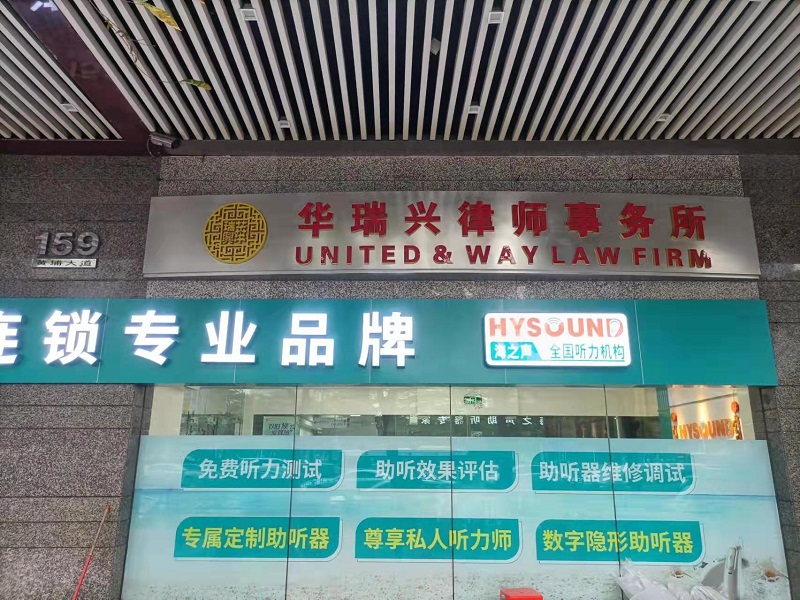 159
黄埔大道
华瑞兴律师事务所
UNITED & WAY LAW FIRM
连锁专业品牌
HYSOUND
海之声 全国听力机构
HYSOUND
免费听力测试
助听效果评估
助听器维修调试
专属定制助听器
尊享私人听力师
数字隐形助听器